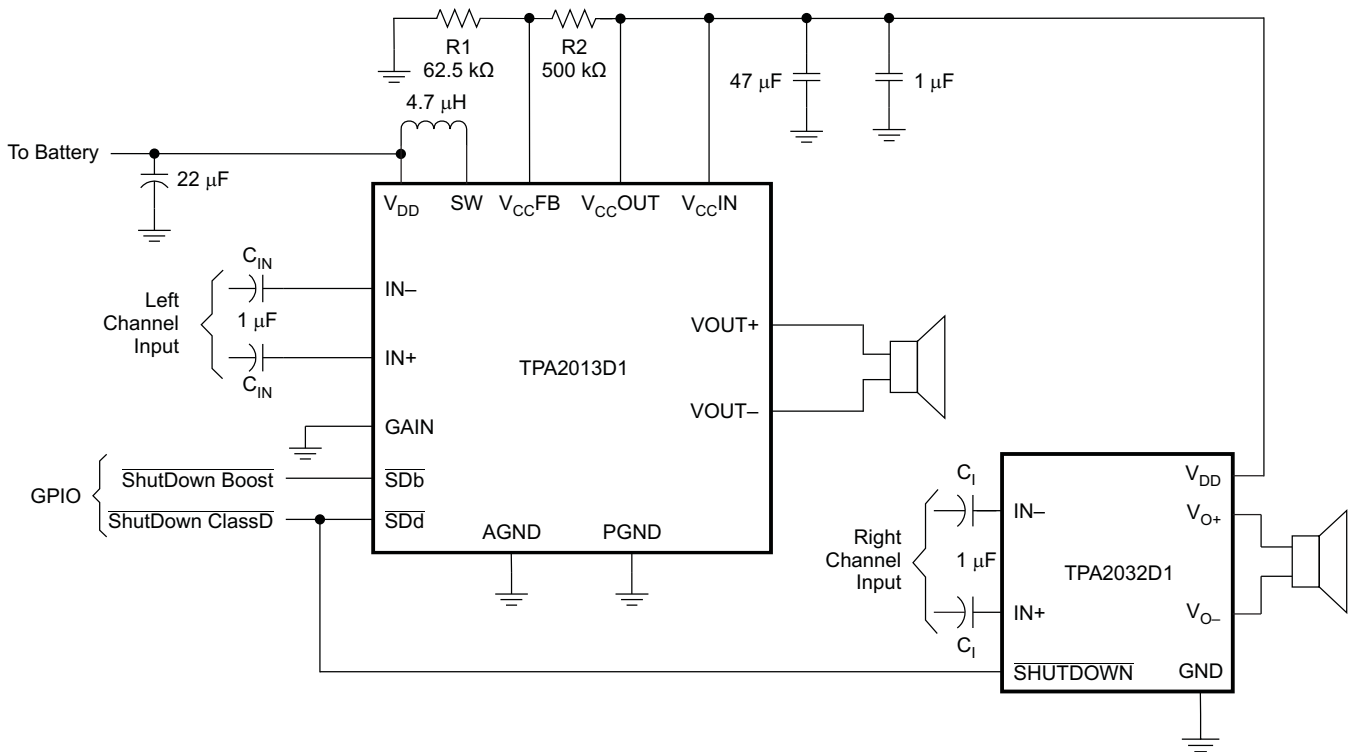 R1
62.5 kΩ
R2
500 kΩ
47 μF
1 μF
4.7 μH
To Battery
22 μF
V_DD
SW
V_CCFB
V_CCOUT
V_CCIN
C_IN
Left
Channel
Input
1 μF
C_IN
IN–
IN+
GAIN
GPIO
ShutDown Boost
ShutDown ClassD
SDb
SDd
TPA2013D1
VOUT+
VOUT–
AGND
PGND
C_I
Right
Channel
Input
1 μF
C_I
IN–
IN+
SHUTDOWN
TPA2032D1
V_DD
V_O+
V_O–
GND